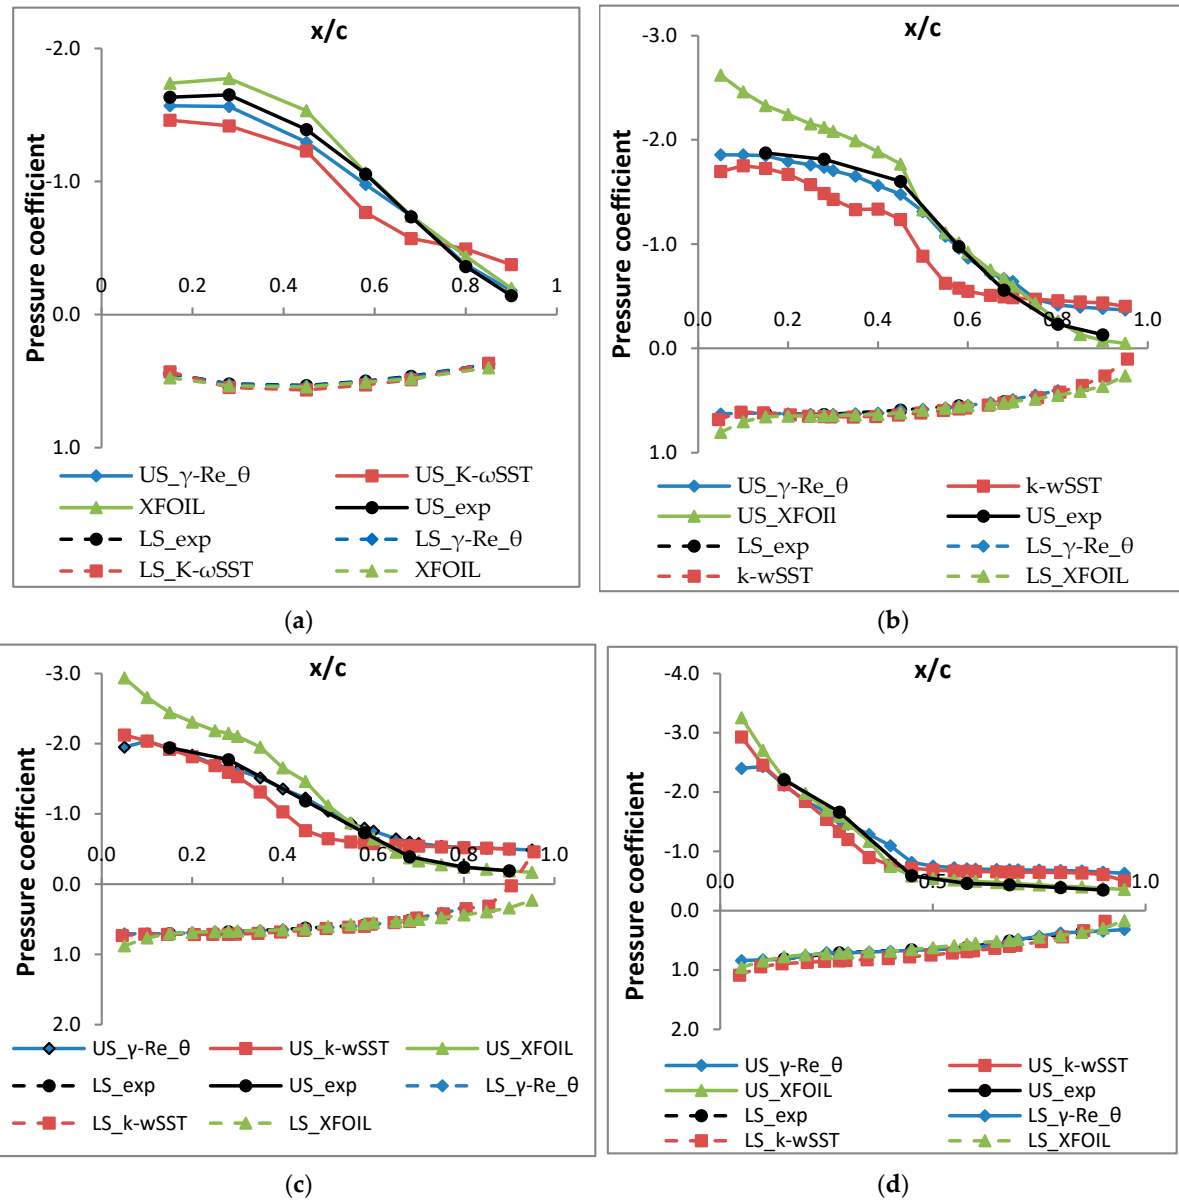 x/c
-2.0
-1.0
0 0.2 0.4 0.6 0.8 1
0.0
1.0
Pressure coefficient
US_γ-Re_θ US_K-ωSST
XFOIL US_exp
LS_exp LS_γ-Re_θ
LS_K-ωSST XFOIL
(a)
x/c
-3.0
-2.0
-1.0
0.0 0.2 0.4 0.6 0.8 1.0
0.0
1.0
Pressure coefficient
US_γ-Re_θ k-wSST
US_XFOIl US_exp
LS_exp LS_γ-Re_θ
k-wSST LS_XFOIL
(b)
x/c
-3.0
-2.0
-1.0
0.0 0.2 0.4 0.6 0.8 1.0
0.0
1.0
2.0
Pressure coefficient
US_γ-Re_θ US_k-wSST US_XFOIL
LS_exp US_exp LS_γ-Re_θ
LS_k-wSST LS_XFOIL
(c)
x/c
-4.0
-3.0
-2.0
-1.0
0.0 0.5 1.0
0.0
1.0
2.0
Pressure coefficient
US_γ-Re_θ US_k-wSST
US_XFOIL US_exp
LS_exp LS_γ-Re_θ
LS_k-wSST LS_XFOIL
(d)